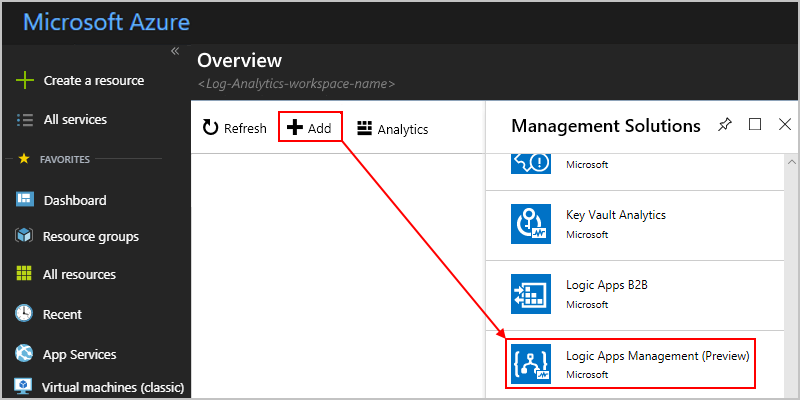 Microsoft Azure
«
Create a resource
All services
FAVORITES
Dashboard
Resource groups
All resources
Recent
App Services
Virtual machines (classic)
Overview
<Log-Analytics-workspace-name>
Refresh
Add
Analytics
Management Solutions
Microsoft
Key Vault Analytics
Microsoft
Logic Apps B2B
Microsoft
Logic Apps Management (Preview)
Microsoft